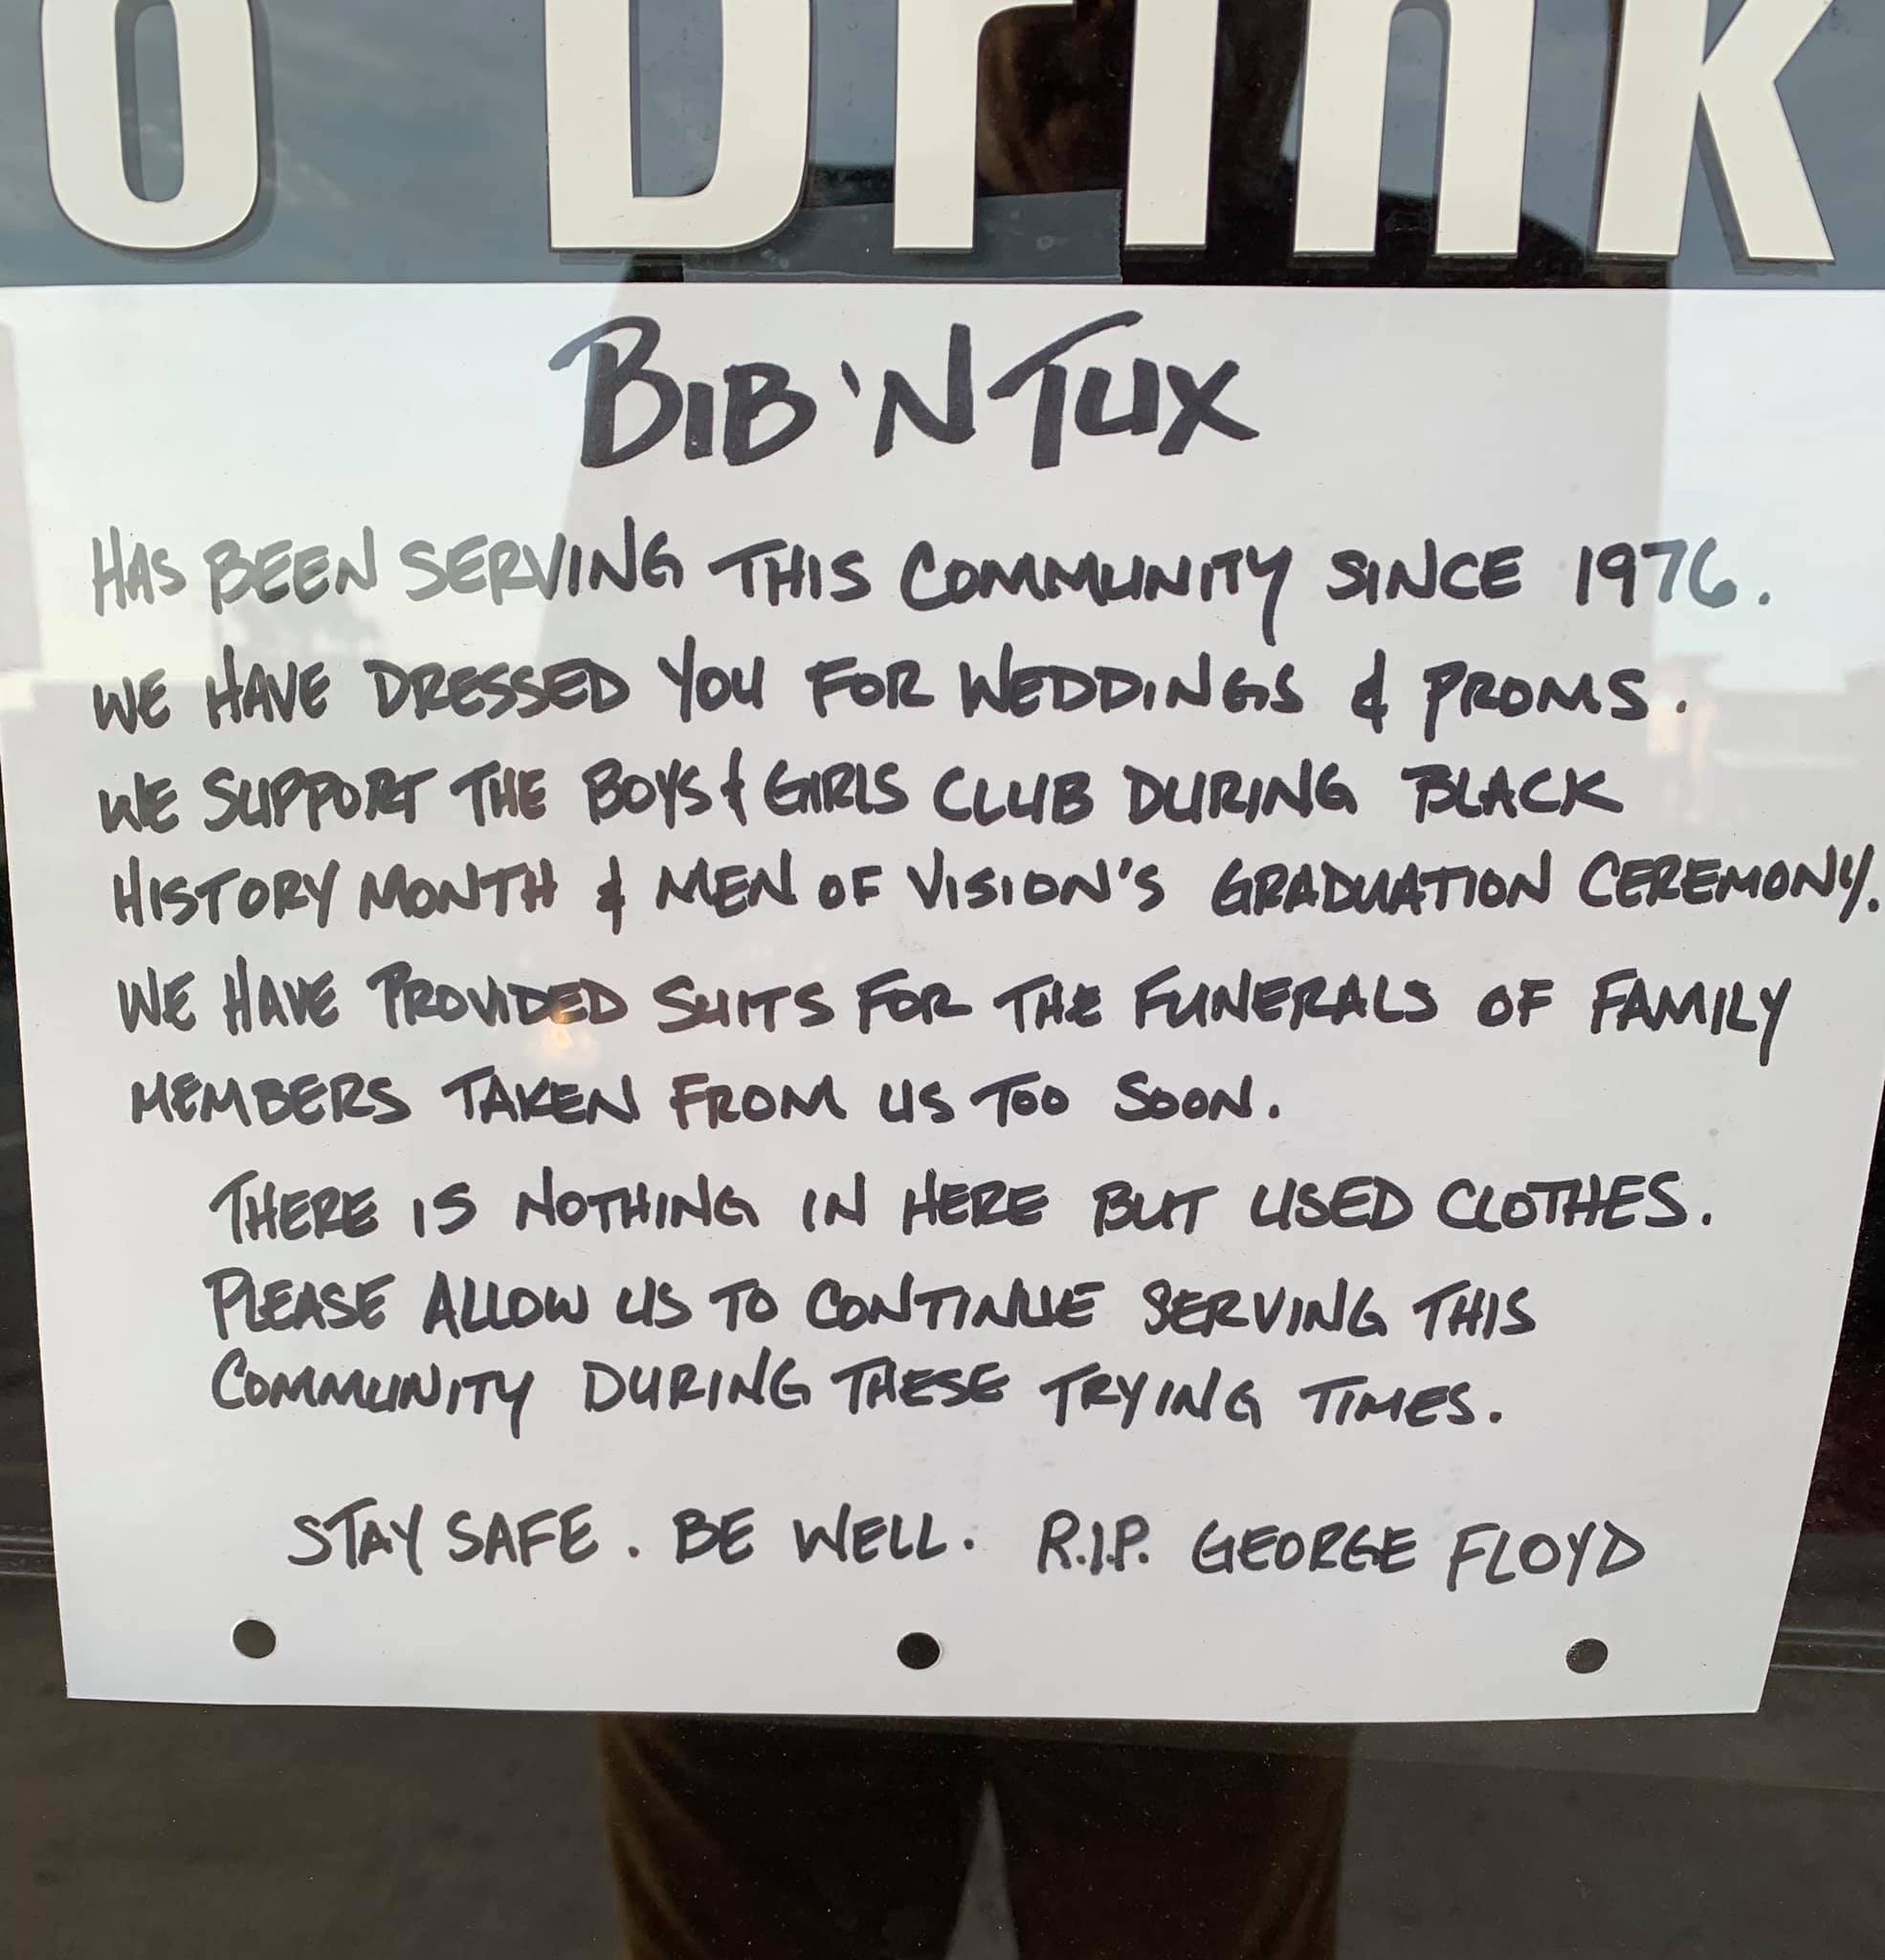 o Drink
BIB 'N TUX
HAS BEEN SERVING THIS COMMUNITY SINCE 1976.
WE HAVE DRESSED YOU FOR WEDDINGS & PROMS.
WE SUPPORT THE BOYS & GIRLS CLUB DURING BLACK
HISTORY MONTH & MEN OF VISION'S GRADUATION CEREMONY.
WE HAVE PROVIDED SUITS FOR THE FUNERALS OF FAMILY
MEMBERS TAKEN FROM US TOO SOON.
THERE IS NOTHING IN HERE BUT USED CLOTHES.
PLEASE ALLOW US TO CONTINUE SERVING THIS
COMMUNITY DURING THESE TRYING TIMES.
STAY SAFE. BE WELL. R.I.P. GEORGE FLOYD